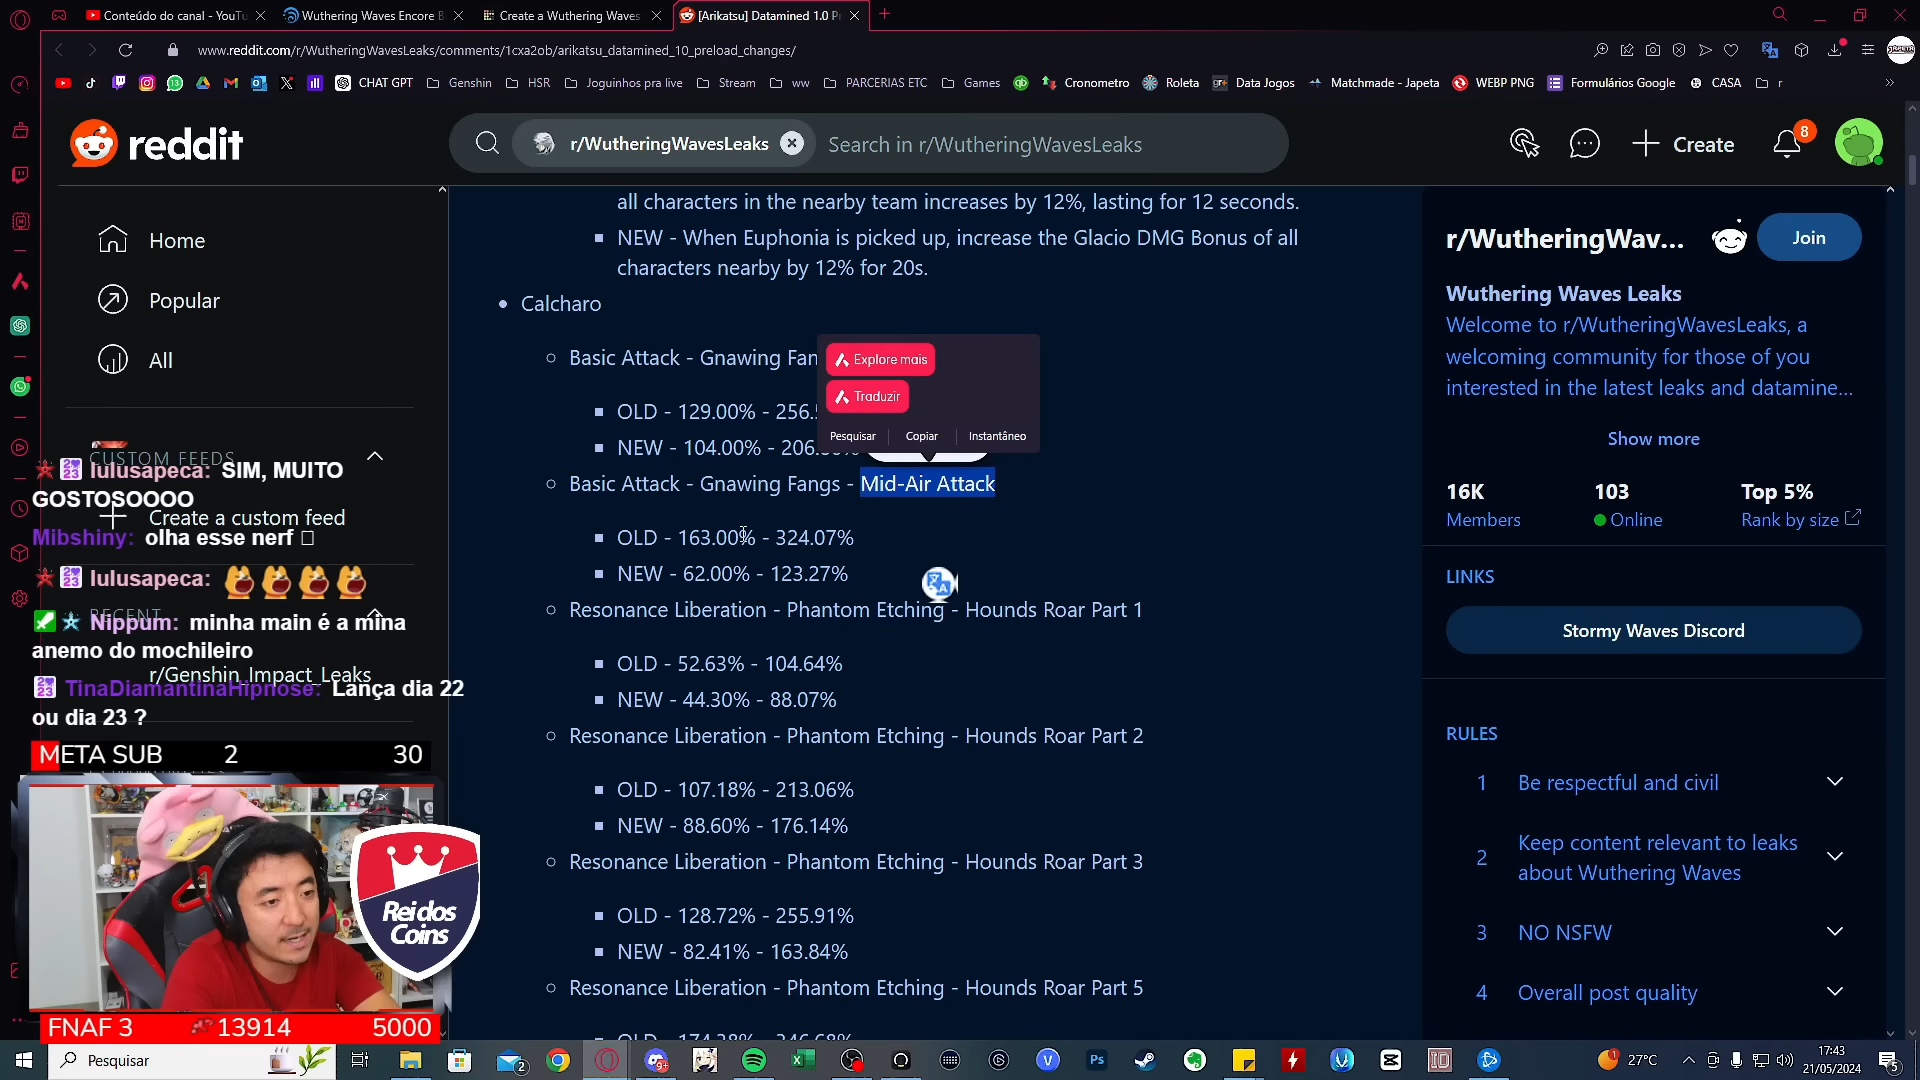 Conteúdo do canal - YouTu
Wuthering Waves Encore B
Create a Wuthering Waves
[Arikatsu] Datamined 1.0 P
www.reddit.com/r/WutheringWavesLeaks/comments/1cxa2ob/arikatsu_datamined_10_preload_changes/
CHAT GPT
Genshin
HSR
Joguinhos pra live
Stream
ww
PARCERIAS ETC
Games
Cronometro
Roleta
Data Jogos
Matchmade - Japeta
WEBP PNG
Formulários Google
CASA
r
reddit
r/WutheringWavesLeaks
Search in r/WutheringWavesLeaks
Create
8
Home
Popular
All
CUSTOM FEEDS
Create a custom feed
RECENT
r/Genshin_Impact_Leaks
lulusapeca: SIM, MUITO
GOSTOSOOOO
Mibshiny: olha esse nerf
lulusapeca:
Nippum: minha main é a mina
anemo do mochileiro
TinaDiamantinaHipnose: Lança dia 22
ou dia 23 ?
META SUB 2 30
Rei dos
Coins
FNAF 3 13914 5000
all characters in the nearby team increases by 12%, lasting for 12 seconds.
NEW - When Euphonia is picked up, increase the Glacio DMG Bonus of all
characters nearby by 12% for 20s.
Calcharo
Basic Attack - Gnawing Fan
OLD - 129.00% - 256.
NEW - 104.00% - 206.
Explore mais
Traduzir
Pesquisar
Copiar
Instantâneo
Basic Attack - Gnawing Fangs - Mid-Air Attack
OLD - 163.00% - 324.07%
NEW - 62.00% - 123.27%
Resonance Liberation - Phantom Etching - Hounds Roar Part 1
OLD - 52.63% - 104.64%
NEW - 44.30% - 88.07%
Resonance Liberation - Phantom Etching - Hounds Roar Part 2
OLD - 107.18% - 213.06%
NEW - 88.60% - 176.14%
Resonance Liberation - Phantom Etching - Hounds Roar Part 3
OLD - 128.72% - 255.91%
NEW - 82.41% - 163.84%
Resonance Liberation - Phantom Etching - Hounds Roar Part 5
r/WutheringWav...
Join
Wuthering Waves Leaks
Welcome to r/WutheringWavesLeaks, a
welcoming community for those of you
interested in the latest leaks and datamine...
Show more
16K
Members
103
Online
Top 5%
Rank by size
LINKS
Stormy Waves Discord
RULES
1 Be respectful and civil
2 Keep content relevant to leaks
about Wuthering Waves
3 NO NSFW
4 Overall post quality
Pesquisar
27°C
17:43
21/05/2024
5